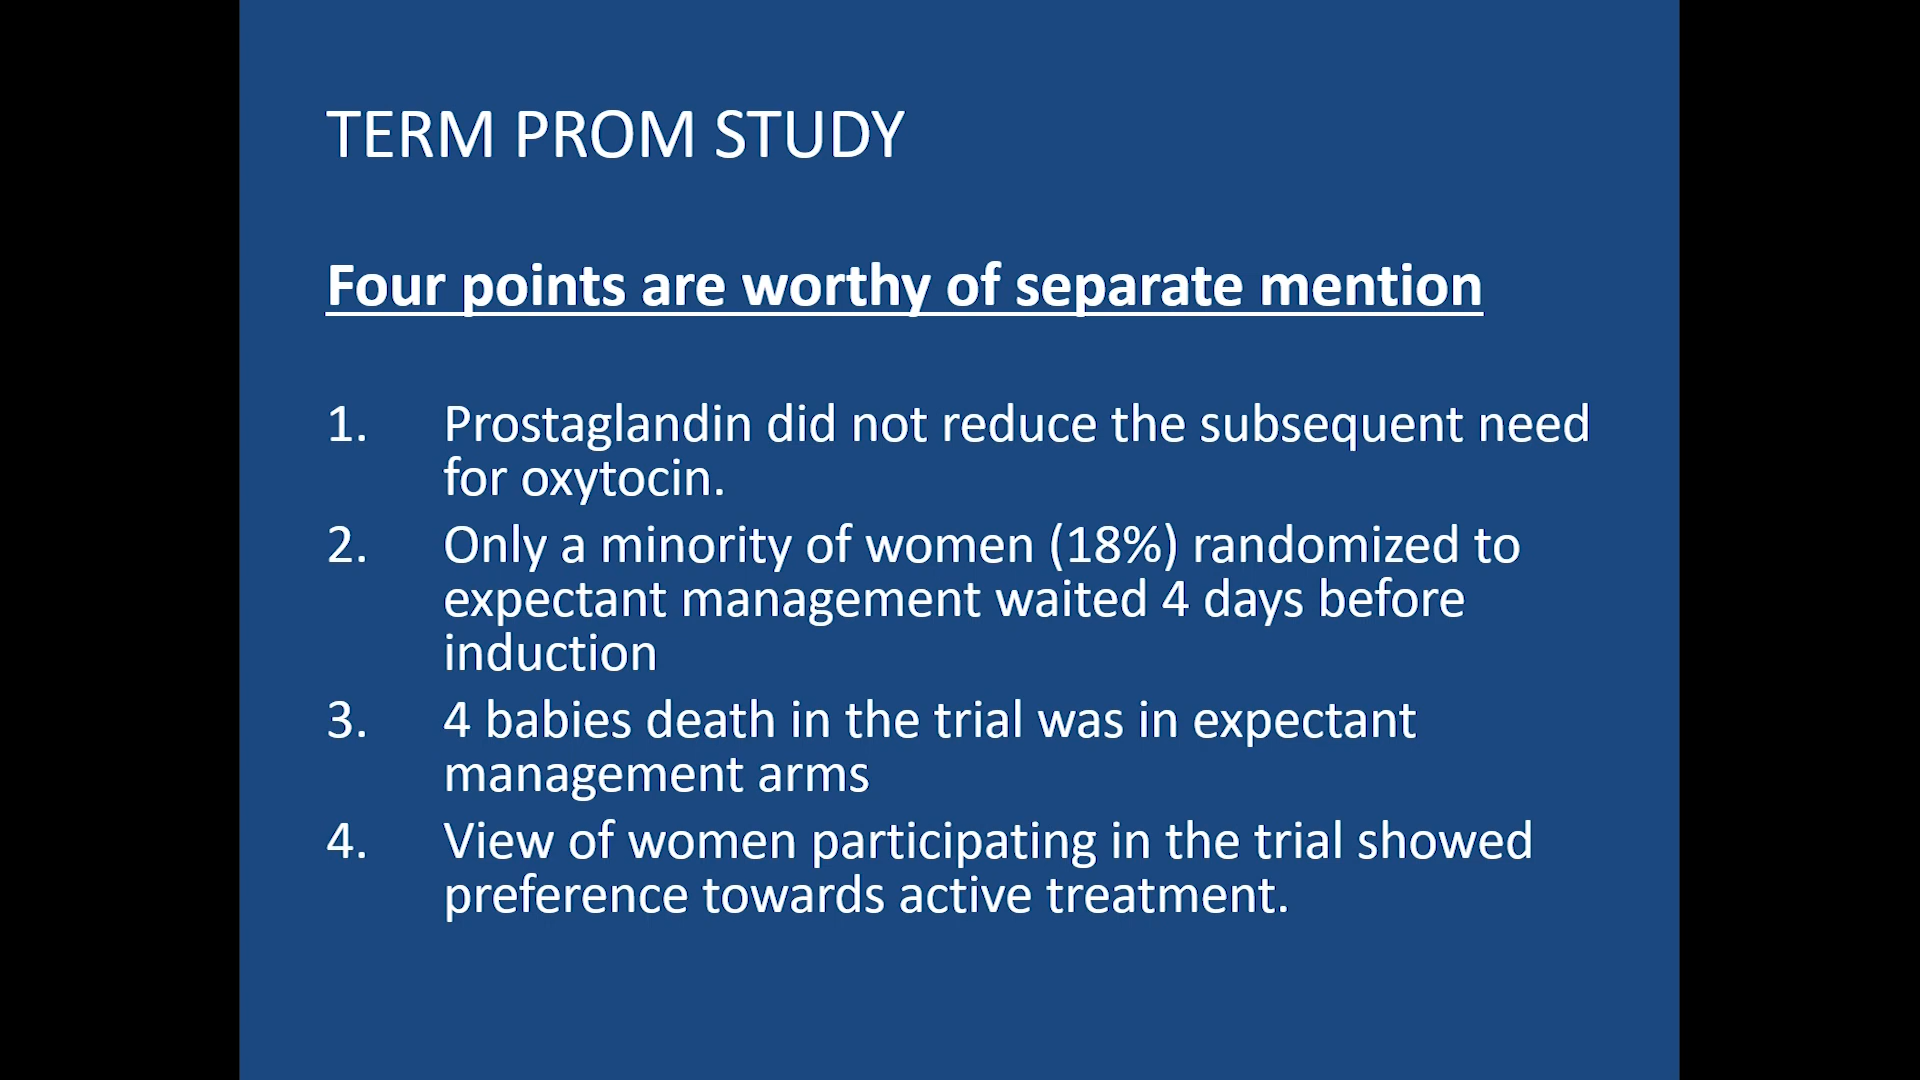 TERM PROM STUDY
Four points are worthy of separate mention
1. Prostaglandin did not reduce the subsequent need
for oxytocin.
2. Only a minority of women (18%) randomized to
expectant management waited 4 days before
induction
3. 4 babies death in the trial was in expectant
management arms
4. View of women participating in the trial showed
preference towards active treatment.